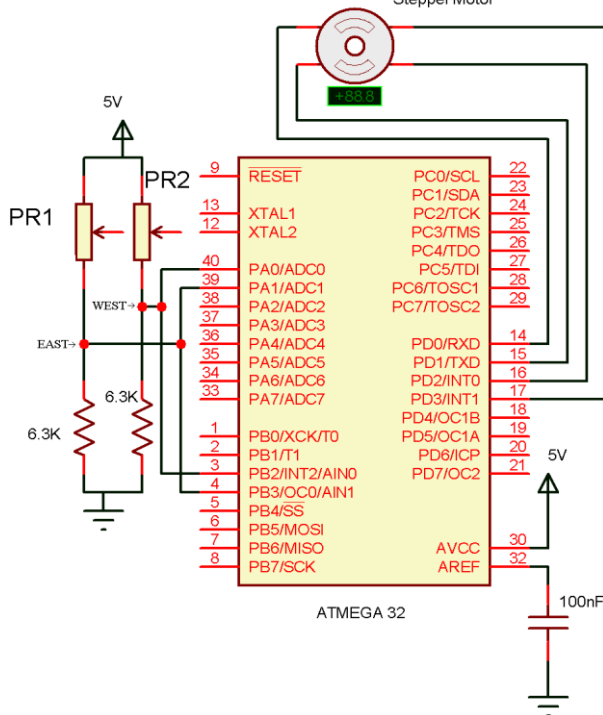 Stepper Motor
+88.8
5V
PR1
PR2
WEST→
EAST→
6.3K
6.3K
9 RESET
13 XTAL1
12 XTAL2
40 PA0/ADC0
39 PA1/ADC1
38 PA2/ADC2
37 PA3/ADC3
36 PA4/ADC4
35 PA5/ADC5
34 PA6/ADC6
33 PA7/ADC7
1 PB0/XCK/T0
2 PB1/T1
3 PB2/INT2/AIN0
4 PB3/OC0/AIN1
5 PB4/SS
6 PB5/MOSI
7 PB6/MISO
8 PB7/SCK
PC0/SCL 22
PC1/SDA 23
PC2/TCK 24
PC3/TMS 25
PC4/TDO 26
PC5/TDI 27
PC6/TOSC1 28
PC7/TOSC2 29
PD0/RXD 14
PD1/TXD 15
PD2/INT0 16
PD3/INT1 17
PD4/OC1B 18
PD5/OC1A 19
PD6/ICP 20
PD7/OC2 21
AVCC 30
AREF 32
5V
100nF
ATMEGA 32